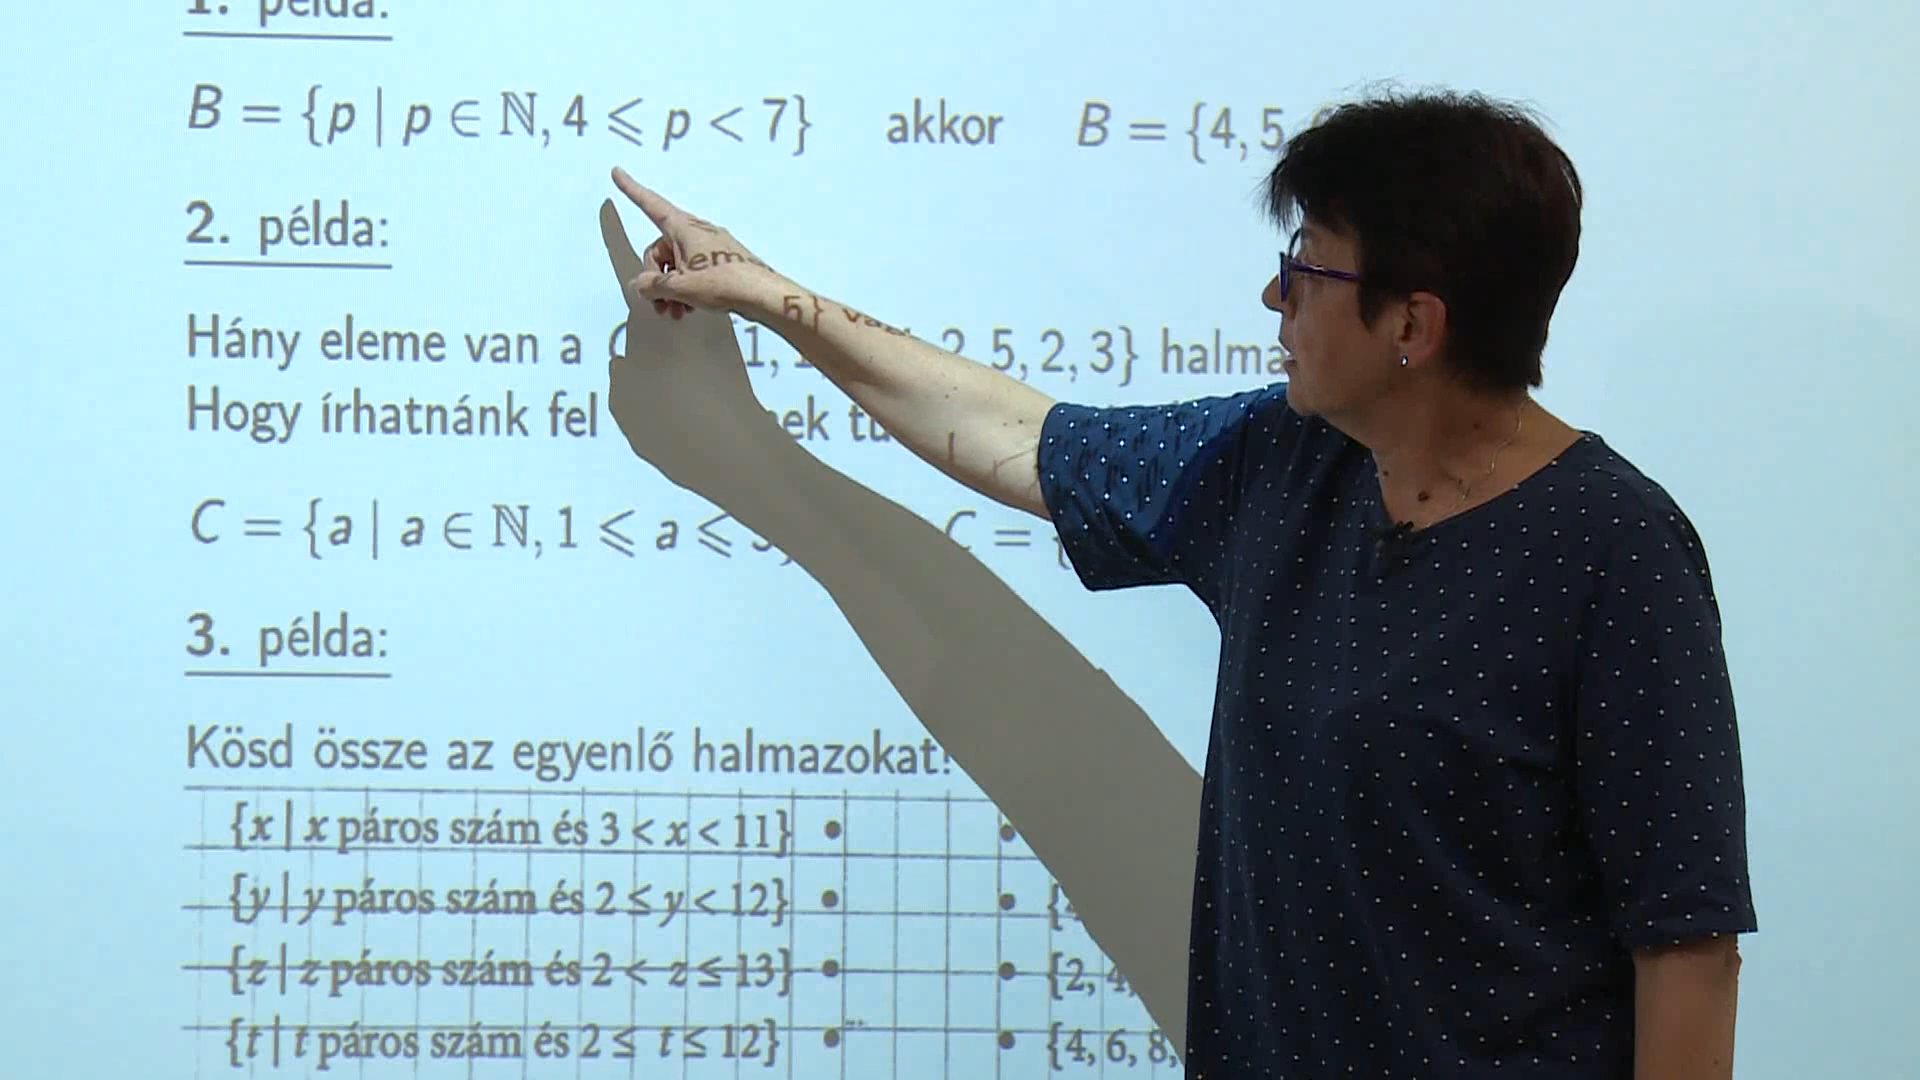 1. példa:
B = {p | p ∈ ℕ, 4 ⩽ p < 7} akkor B = {4, 5
2. példa:
Hány eleme van a 1, 2, 5, 2, 3} halma
Hogy írhatnánk fel
C = {a | a ∈ ℕ, 1 ⩽ a ⩽ C = {
3. példa:
Kösd össze az egyenlő halmazokat!
{x | x páros szám és 3 < x < 11} • •
{y | y páros szám és 2 ≤ y < 12} • • {4
{z | z páros szám és 2 < z ≤ 13} • • {2, 4,
{t | t páros szám és 2 ≤ t ≤ 12} • • {4, 6, 8,